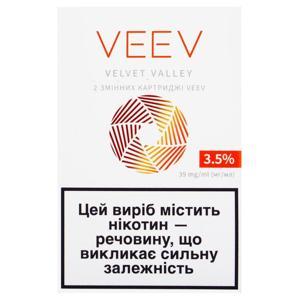 VEEV
VELVET VALLEY
2 ЗМІННИХ КАРТРИДЖІ VEEV
3.5%
39 mg/ml (мг/мл)
Цей виріб містить
нікотин —
речовину, що
викликає сильну
залежність